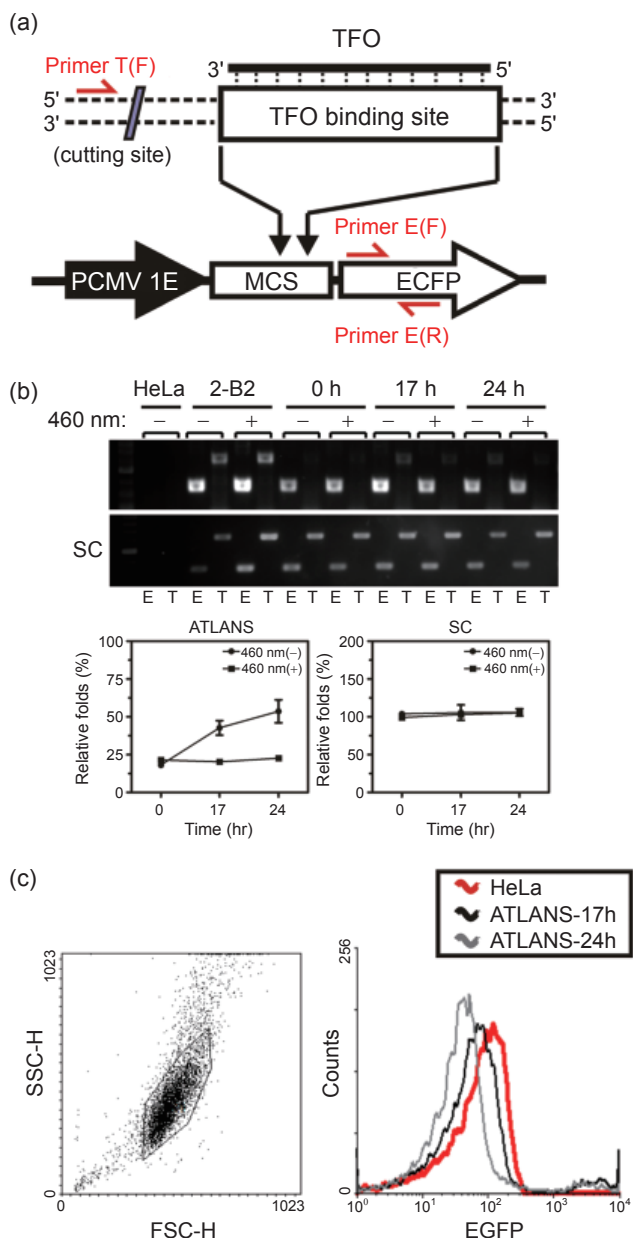 (a)
TFO
3' 5'
Primer T(F)
5' 3'
3' TFO binding site 5'
(cutting site)
Primer E(F)
PCMV 1E MCS ECFP
Primer E(R)
(b)
HeLa 2-B2 0 h 17 h 24 h
460 nm: − − + − + − + − +
SC
E T E T E T E T E T E T E T E T E T
ATLANS
100
75
50
25
0
Relative folds (%)
460 nm(−)
460 nm(+)
0 17 24
Time (hr)
SC
200
150
100
50
0
Relative folds (%)
460 nm(−)
460 nm(+)
0 17 24
Time (hr)
(c)
HeLa
ATLANS-17h
ATLANS-24h
1023
SSC-H
0
0 1023
FSC-H
256
Counts
0
10⁰ 10¹ 10² 10³ 10⁴
EGFP